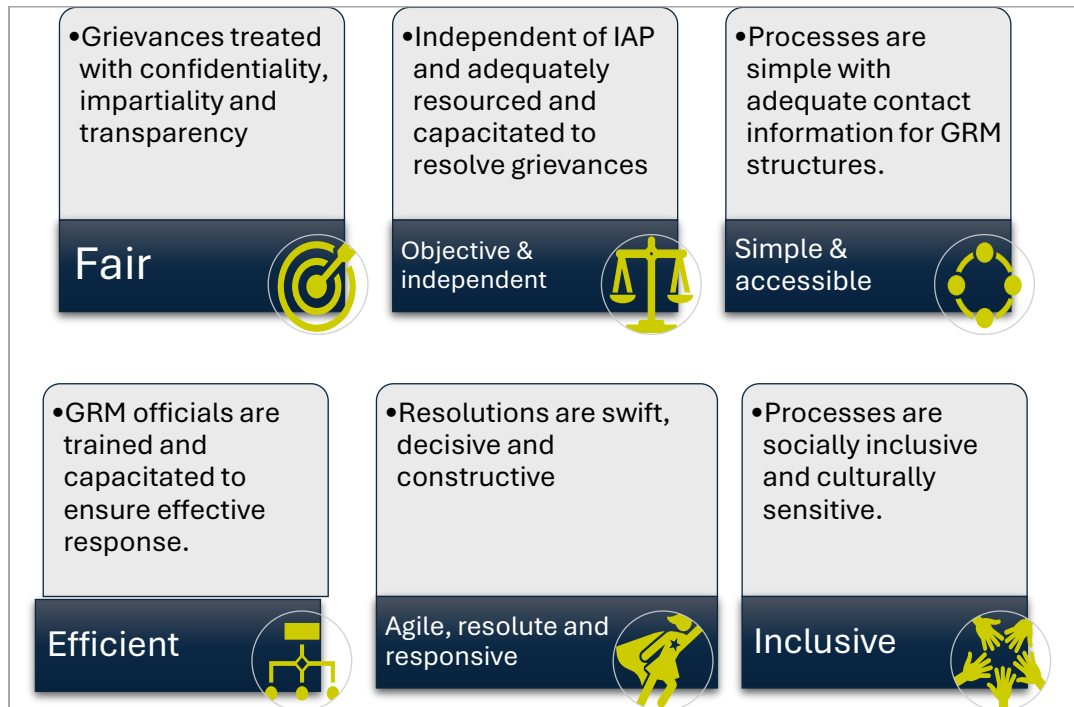 •Grievances treated
with confidentiality,
impartiality and
transparency
Fair
•Independent of IAP
and adequately
resourced and
capacitated to
resolve grievances
Objective &
independent
•Processes are
simple with
adequate contact
information for GRM
structures.
Simple &
accessible
•GRM officials are
trained and
capacitated to
ensure effective
response.
Efficient
•Resolutions are swift,
decisive and
constructive
Agile, resolute and
responsive
•Processes are
socially inclusive
and culturally
sensitive.
Inclusive